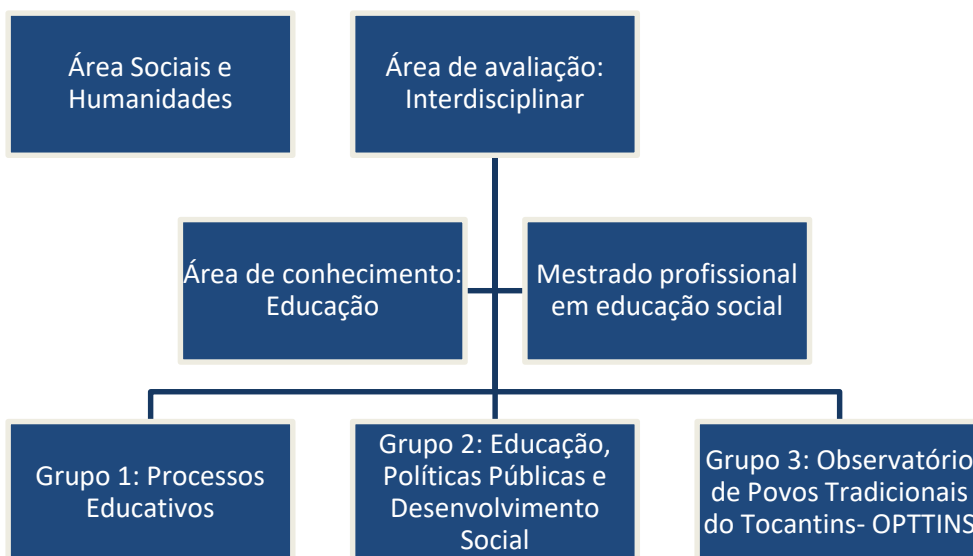 Área Sociais e
Humanidades
Área de avaliação:
Interdisciplinar
Área de conhecimento:
Educação
Mestrado profissional
em educação social
Grupo 1: Processos
Educativos
Grupo 2: Educação,
Políticas Públicas e
Desenvolvimento
Social
Grupo 3: Observatório
de Povos Tradicionais
do Tocantins- OPTTINS